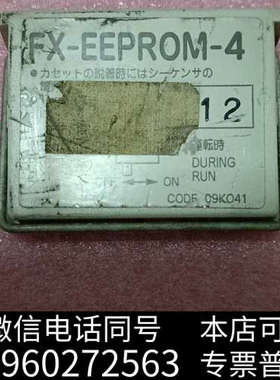 FX-EEPROM-4
●カセットの脱着時にはシーケンサの
12
運転時
DURING
RUN
ON
CODE 09K041
微信电话同号
本店可
960272563
专票普票